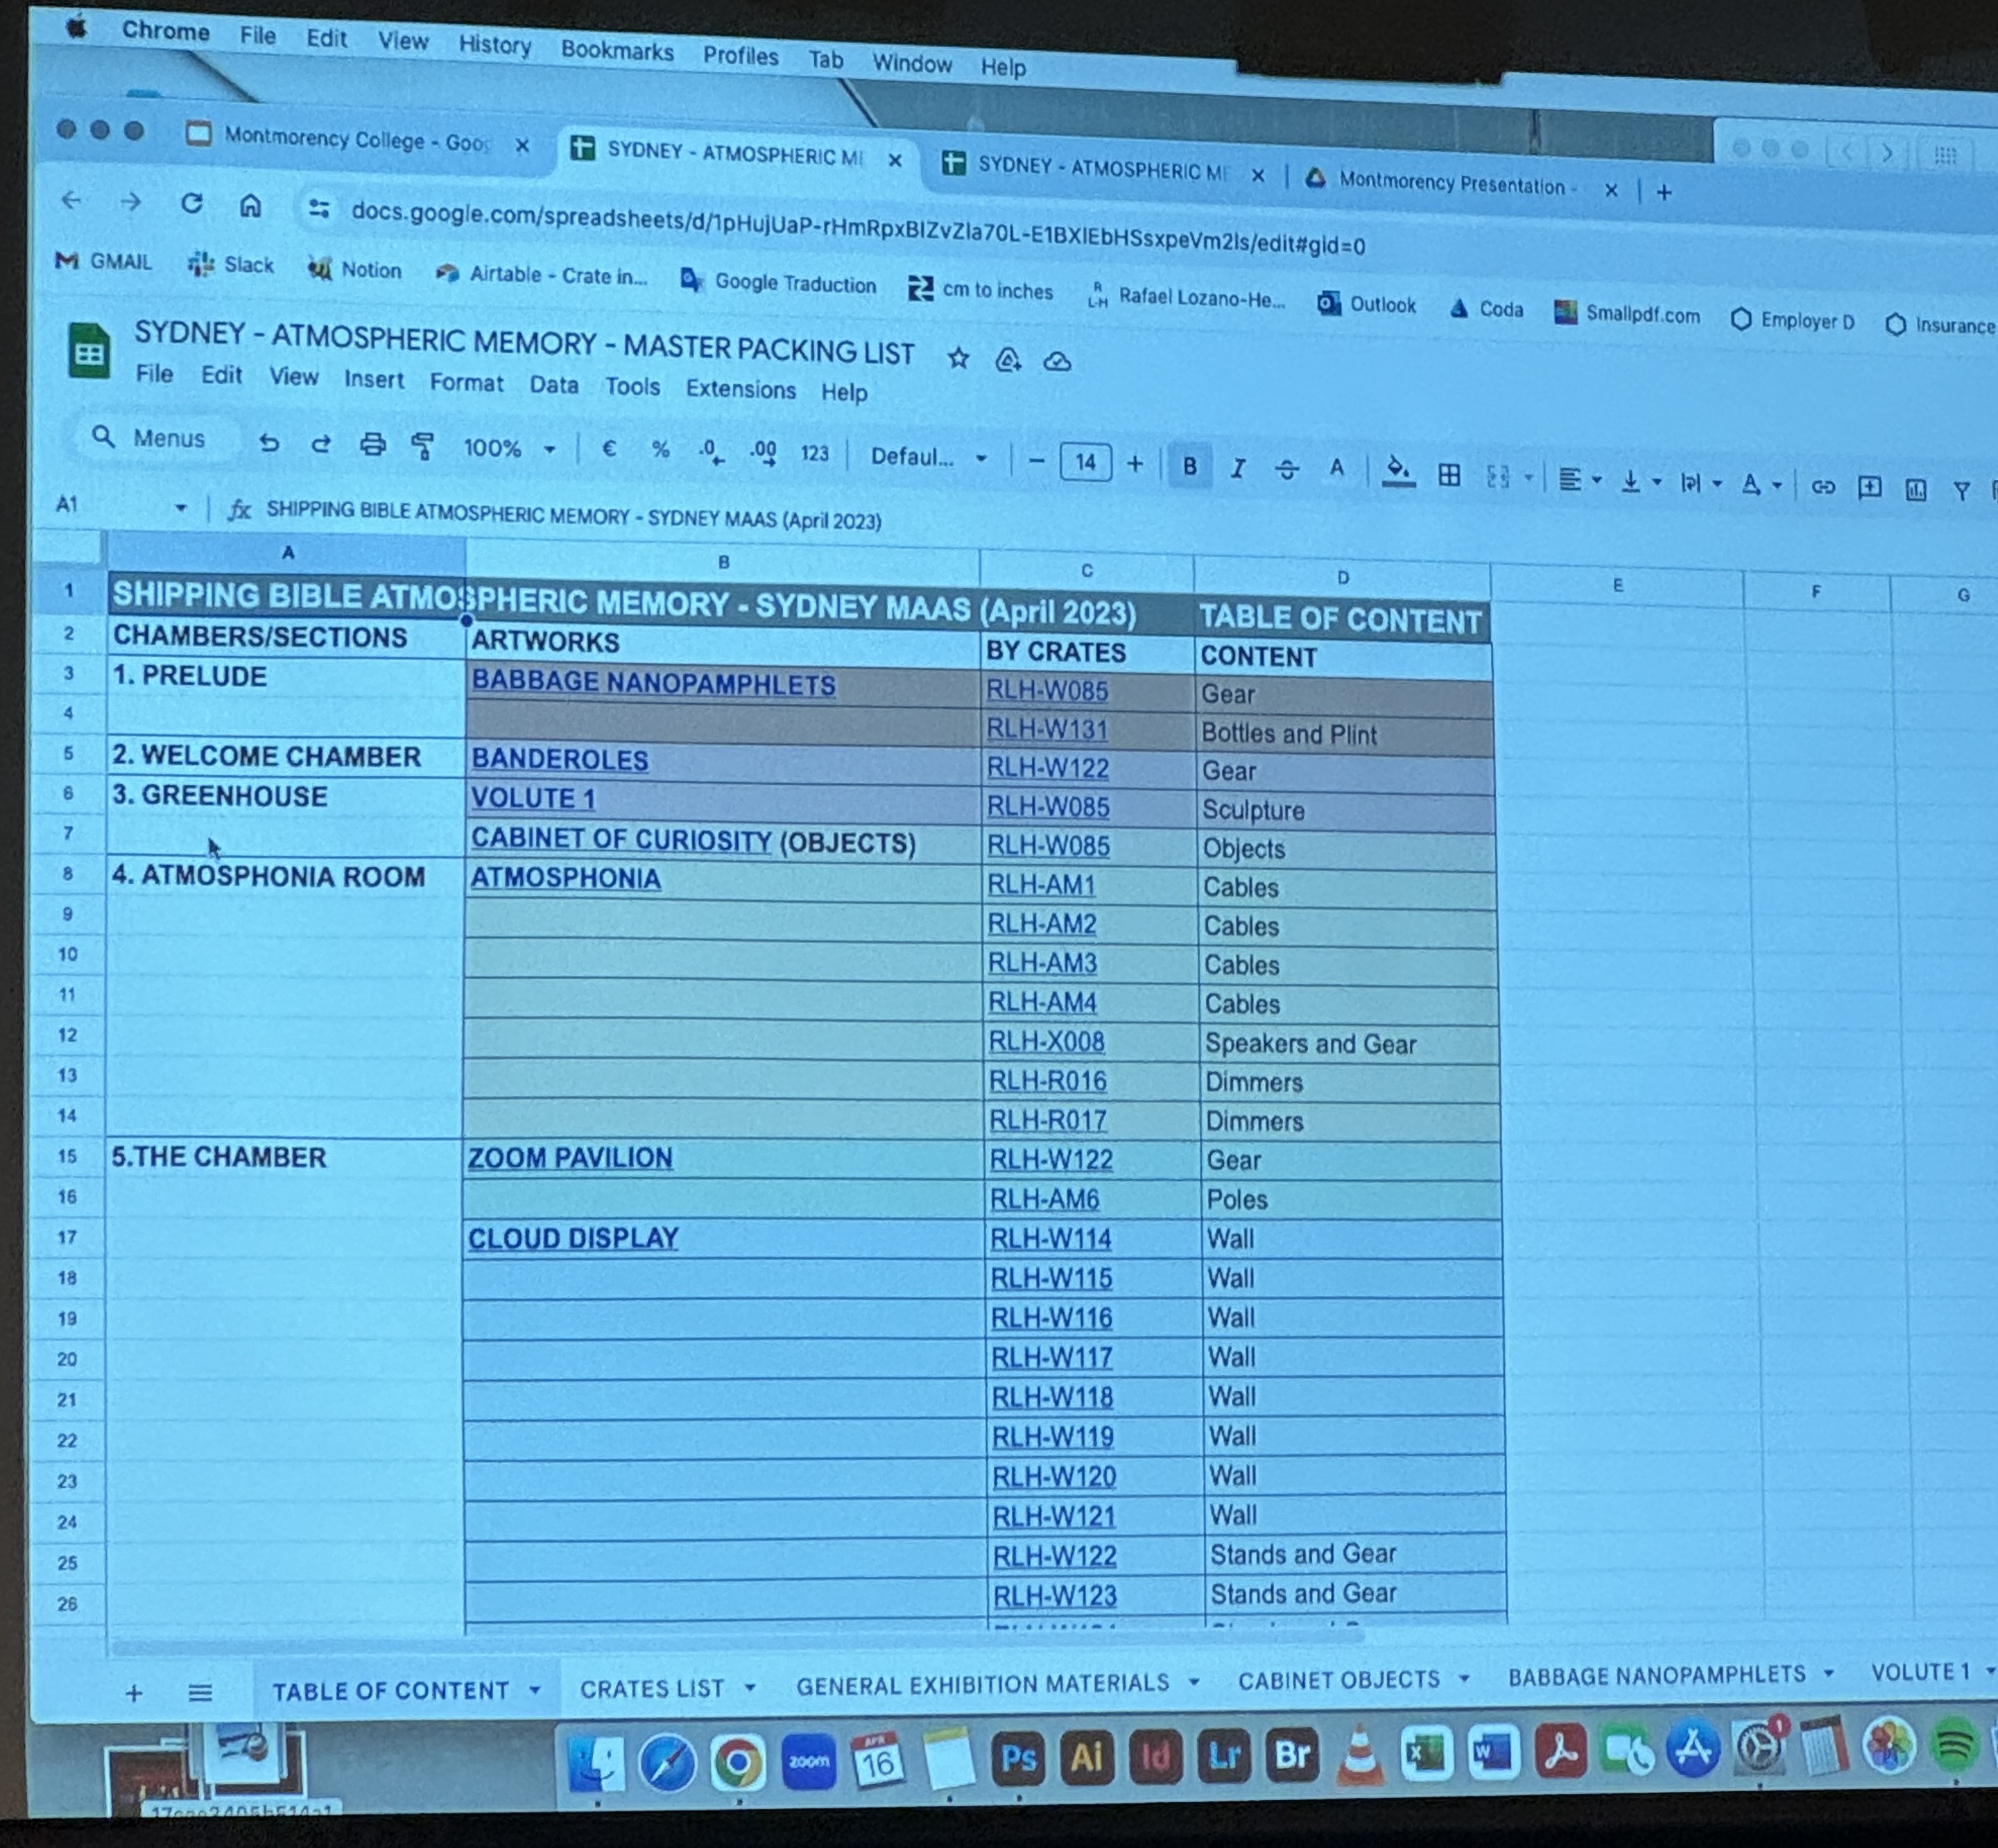 Chrome File Edit View History Bookmarks Profiles Tab Window Help
Montmorency College - Goo
SYDNEY - ATMOSPHERIC M
SYDNEY - ATMOSPHERIC M
Montmorency Presentation -
docs.google.com/spreadsheets/d/1pHujUaP-rHmRpxBIZvZla70L-E1BXIEbHSsxpeVm2ls/edit#gid=0
GMAIL Slack Notion Airtable - Crate in... Google Traduction cm to inches R L-H Rafael Lozano-He... Outlook Coda Smallpdf.com Employer D Insurance
SYDNEY - ATMOSPHERIC MEMORY - MASTER PACKING LIST
File Edit View Insert Format Data Tools Extensions Help
Menus 100% € % .0 .00 123 Defaul... - 14 + B I S A A
A1 fx SHIPPING BIBLE ATMOSPHERIC MEMORY - SYDNEY MAAS (April 2023)
A B C D E F G
1 SHIPPING BIBLE ATMOSPHERIC MEMORY - SYDNEY MAAS (April 2023) TABLE OF CONTENT
2 CHAMBERS/SECTIONS ARTWORKS BY CRATES CONTENT
3 1. PRELUDE BABBAGE NANOPAMPHLETS RLH-W085 Gear
4 RLH-W131 Bottles and Plint
5 2. WELCOME CHAMBER BANDEROLES RLH-W122 Gear
6 3. GREENHOUSE VOLUTE 1 RLH-W085 Sculpture
7 CABINET OF CURIOSITY (OBJECTS) RLH-W085 Objects
8 4. ATMOSPHONIA ROOM ATMOSPHONIA RLH-AM1 Cables
9 RLH-AM2 Cables
10 RLH-AM3 Cables
11 RLH-AM4 Cables
12 RLH-X008 Speakers and Gear
13 RLH-R016 Dimmers
14 RLH-R017 Dimmers
15 5.THE CHAMBER ZOOM PAVILION RLH-W122 Gear
16 RLH-AM6 Poles
17 CLOUD DISPLAY RLH-W114 Wall
18 RLH-W115 Wall
19 RLH-W116 Wall
20 RLH-W117 Wall
21 RLH-W118 Wall
22 RLH-W119 Wall
23 RLH-W120 Wall
24 RLH-W121 Wall
25 RLH-W122 Stands and Gear
26 RLH-W123 Stands and Gear
+ TABLE OF CONTENT CRATES LIST GENERAL EXHIBITION MATERIALS CABINET OBJECTS BABBAGE NANOPAMPHLETS VOLUTE 1
zoom APR 16 Ps Ai Id Lr Br X W 1